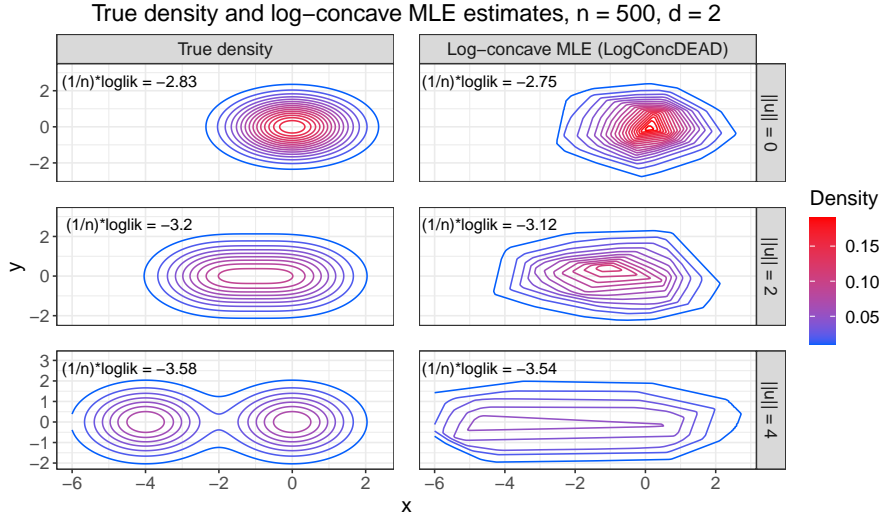 True density and log−concave MLE estimates, n = 500, d = 2
True density
Log−concave MLE (LogConcDEAD)
(1/n)*loglik = −2.83
(1/n)*loglik = −2.75
||u|| = 0
2
0
−2
(1/n)*loglik = −3.2
(1/n)*loglik = −3.12
||u|| = 2
2
0
−2
y
(1/n)*loglik = −3.58
(1/n)*loglik = −3.54
||u|| = 4
3
2
1
0
−1
−2
−6 −4 −2 0 2
−6 −4 −2 0 2
x
Density
0.15
0.10
0.05